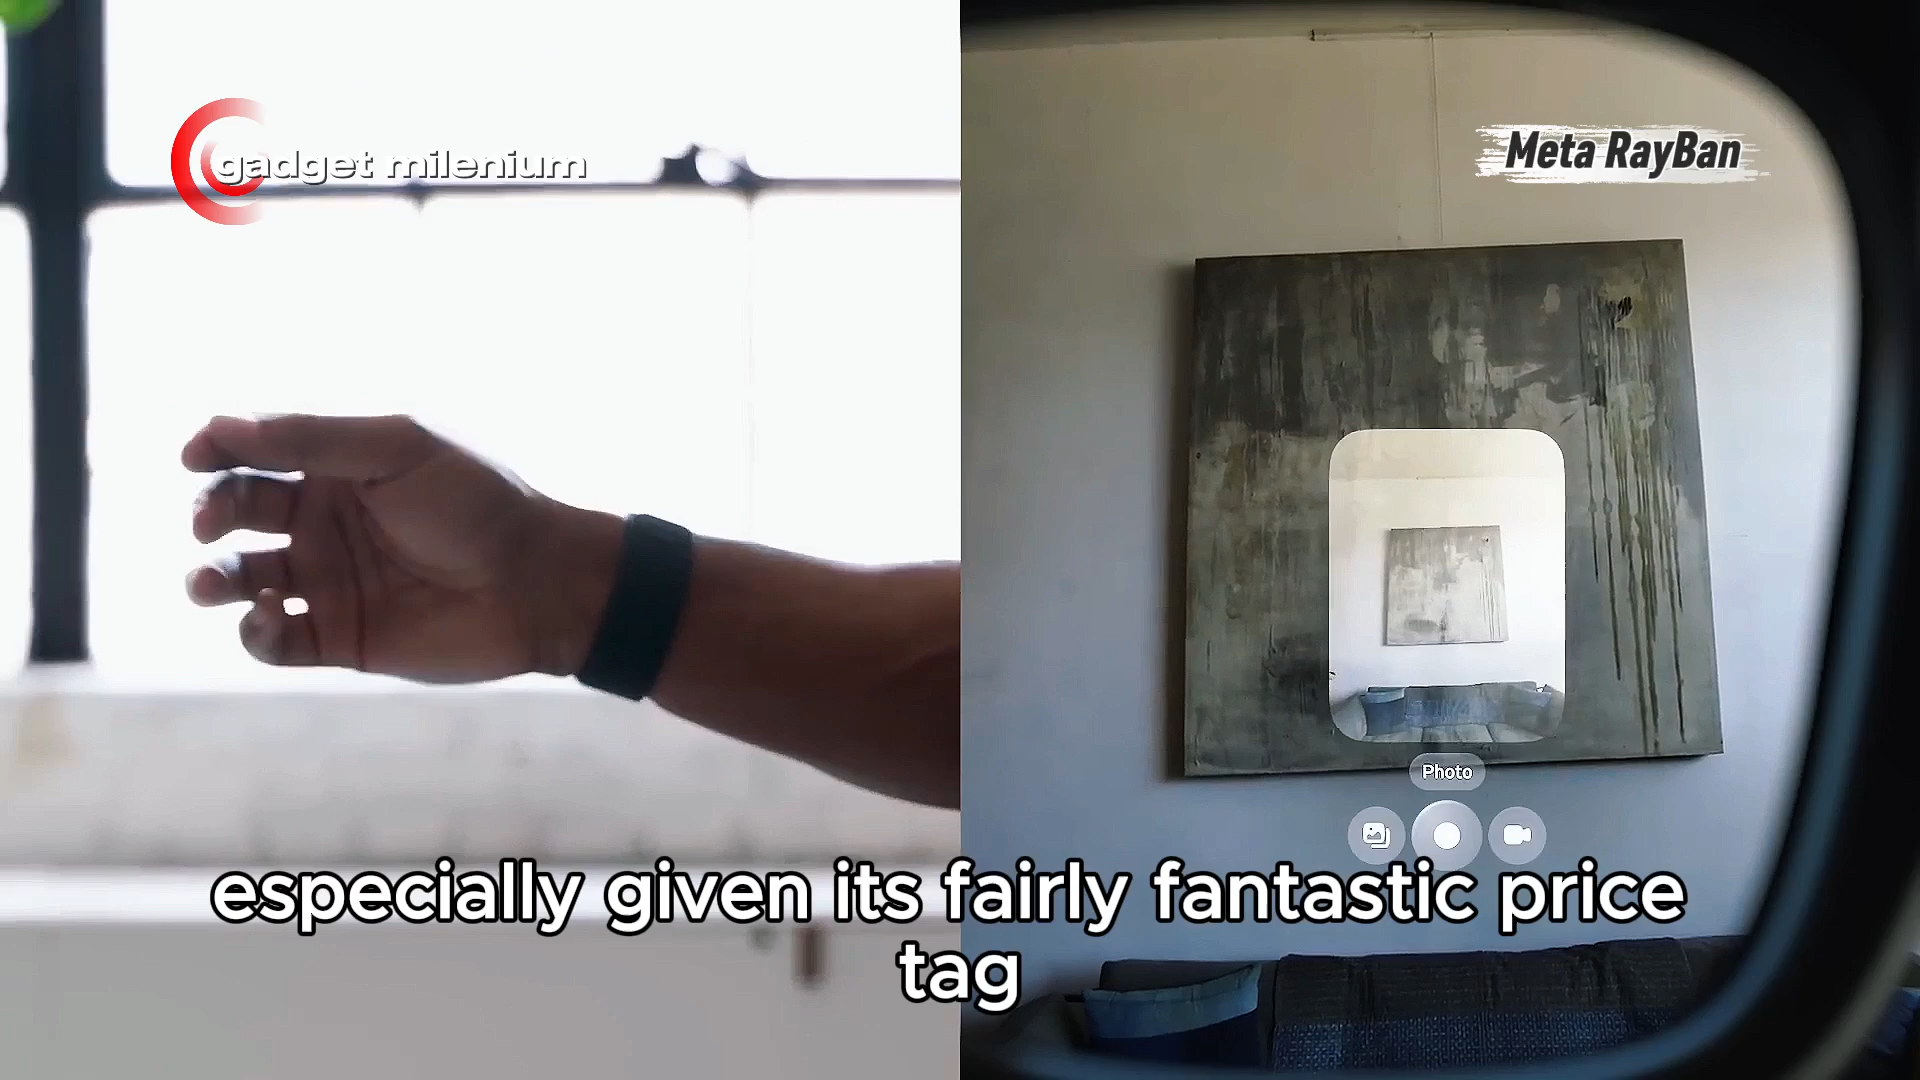 gadget milenium
Meta RayBan
Photo
especially given its fairly fantastic price
tag